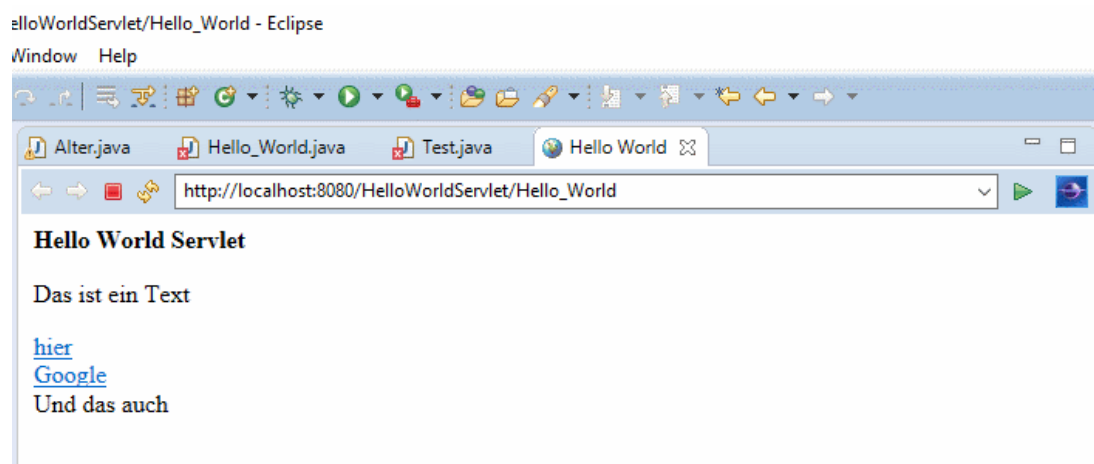 elloWorldServlet/Hello_World - Eclipse
Window Help
Alter.java Hello_World.java Test.java Hello World
http://localhost:8080/HelloWorldServlet/Hello_World
Hello World Servlet
Das ist ein Text
hier
Google
Und das auch